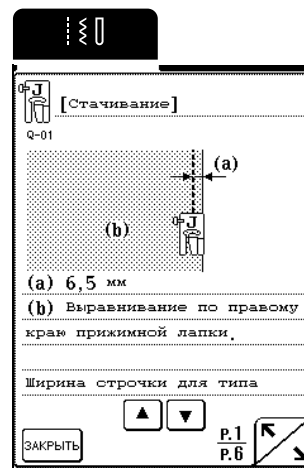 J
[Стачивание]
Q-01
(a)
J
(b)
(a) 6,5 мм
(b) Выравнивание по правому
краю прижимной лапки.
Ширина строчки для типа
ЗАКРЫТЬ
P.1
P.6